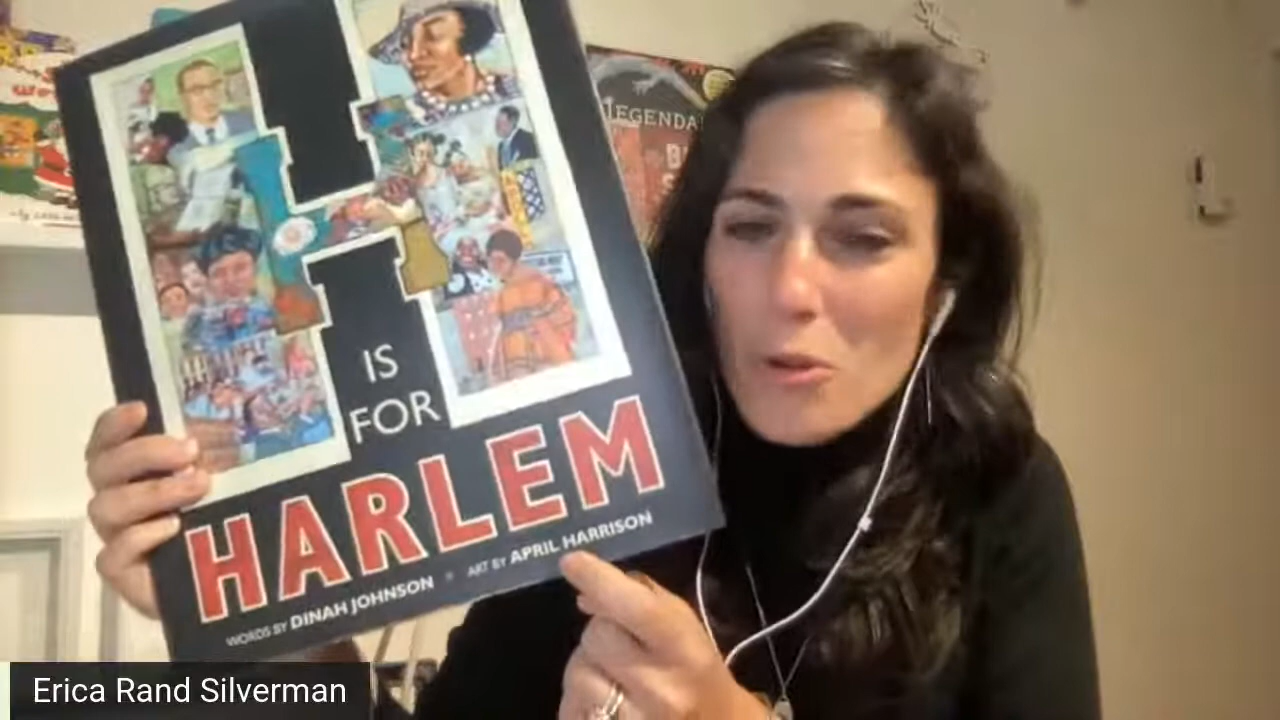 LEGENDA
H
IS
FOR
HARLEM
WORDS BY DINAH JOHNSON ART BY APRIL HARRISON
Erica Rand Silverman